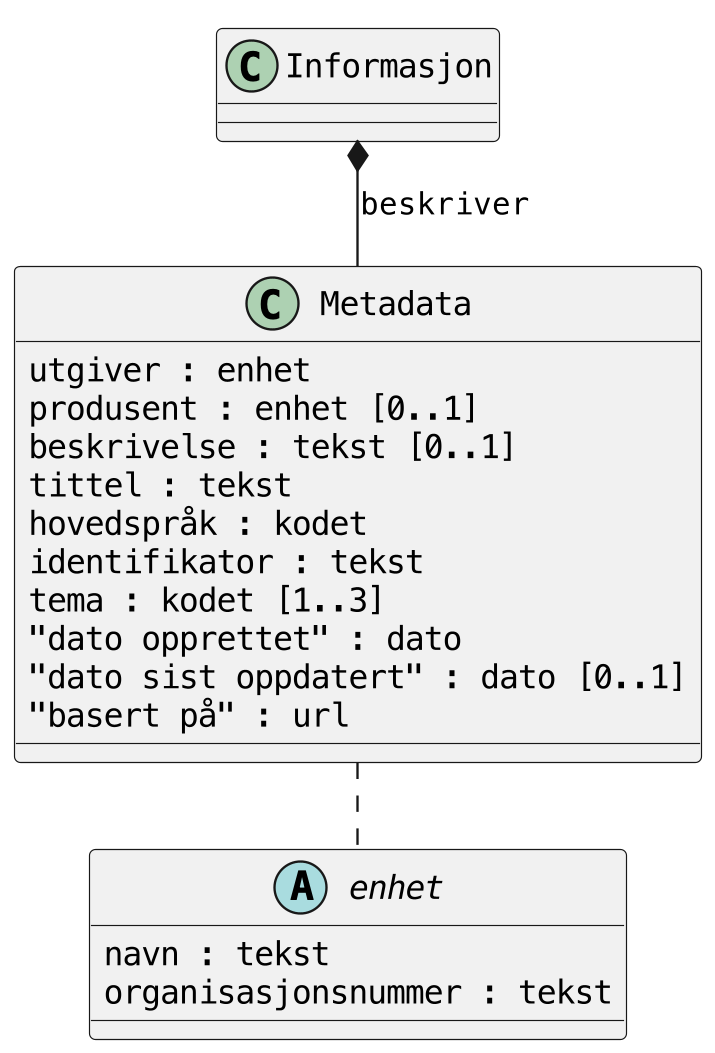 C Informasjon
beskriver
C Metadata
utgiver : enhet
produsent : enhet [0..1]
beskrivelse : tekst [0..1]
tittel : tekst
hovedspråk : kodet
identifikator : tekst
tema : kodet [1..3]
"dato opprettet" : dato
"dato sist oppdatert" : dato [0..1]
"basert på" : url
A enhet
navn : tekst
organisasjonsnummer : tekst